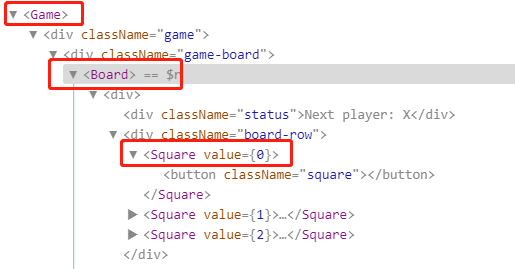 ▼ <Game>
▼ <div className="game">
▼ <div className="game-board">
▼ <Board> == $r
▼ <div>
<div className="status">Next player: X</div>
▼ <div className="board-row">
▼ <Square value={0}>
<button className="square"></button>
</Square>
▶ <Square value={1}>…</Square>
▶ <Square value={2}>…</Square>
</div>